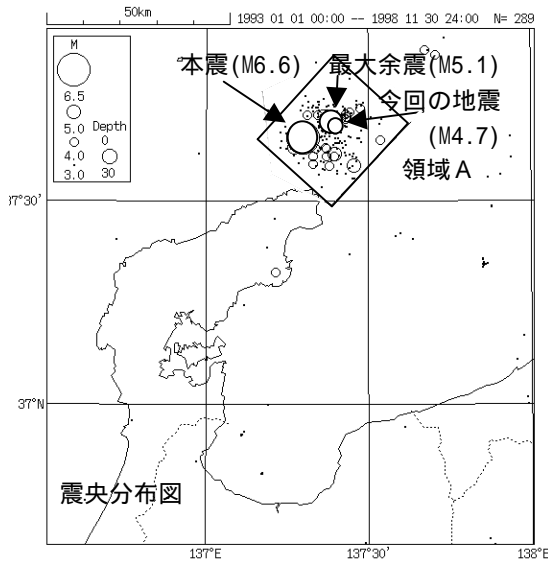 50km
1993 01 01 00:00 -- 1998 11 30 24:00 N= 289
M
6.5
5.0
4.0
3.0
Depth
0
30
本震(M6.6)
最大余震(M5.1)
今回の地震
(M4.7)
領域A
37°30'
37°N
震央分布図
137°E
137°30'
138°E